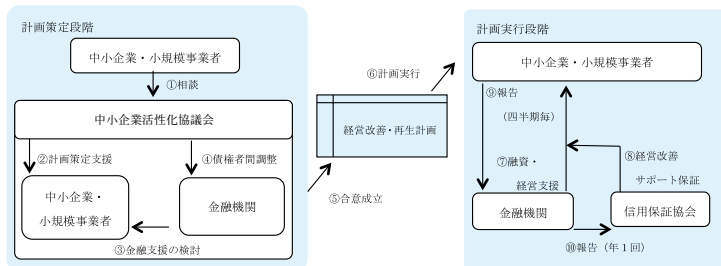 計画策定段階
中小企業・小規模事業者
①相談
中小企業活性化協議会
②計画策定支援
④債権者間調整
中小企業・
小規模事業者
金融機関
③金融支援の検討
⑤合意成立
経営改善・再生計画
⑥計画実行
計画実行段階
中小企業・小規模事業者
⑨報告
（四半期毎）
⑦融資・
経営支援
⑧経営改善
サポート保証
金融機関
信用保証協会
⑩報告（年１回）